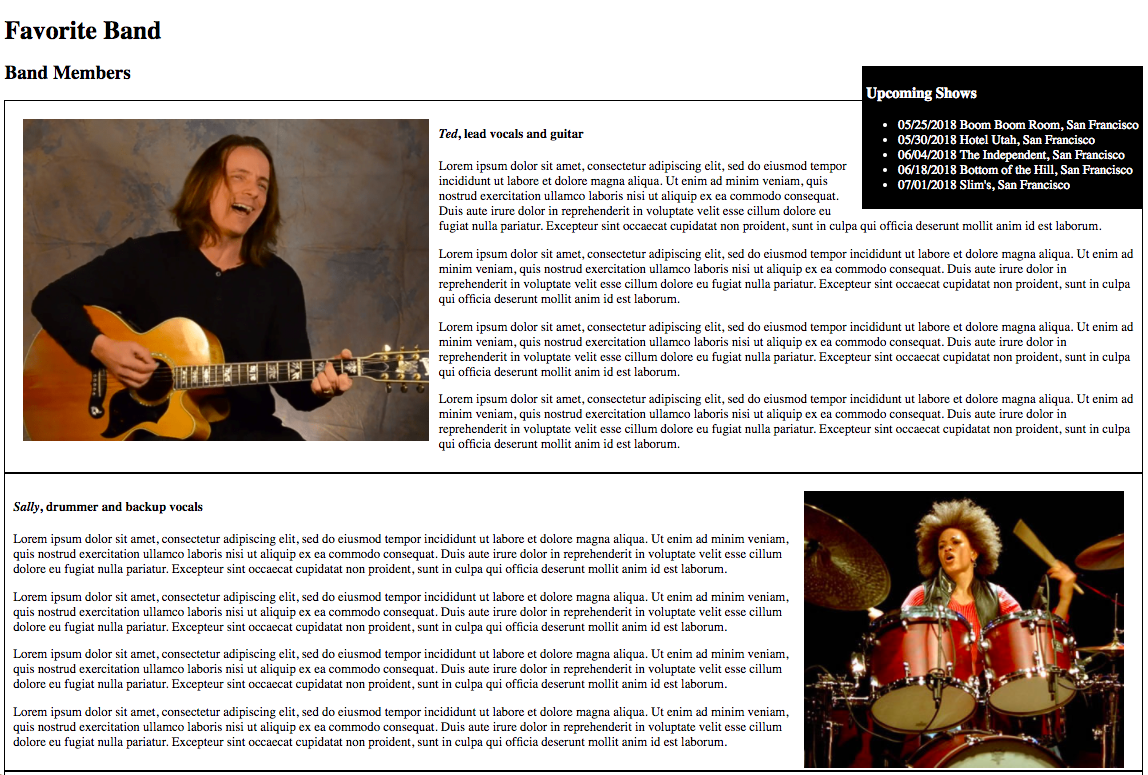 Favorite Band
Band Members
Upcoming Shows
• 05/25/2018 Boom Boom Room, San Francisco
• 05/30/2018 Hotel Utah, San Francisco
• 06/04/2018 The Independent, San Francisco
• 06/18/2018 Bottom of the Hill, San Francisco
• 07/01/2018 Slim's, San Francisco
Ted, lead vocals and guitar
Lorem ipsum dolor sit amet, consectetur adipiscing elit, sed do eiusmod tempor
incididunt ut labore et dolore magna aliqua. Ut enim ad minim veniam, quis
nostrud exercitation ullamco laboris nisi ut aliquip ex ea commodo consequat.
Duis aute irure dolor in reprehenderit in voluptate velit esse cillum dolore eu
fugiat nulla pariatur. Excepteur sint occaecat cupidatat non proident, sunt in culpa qui officia deserunt mollit anim id est laborum.
Lorem ipsum dolor sit amet, consectetur adipiscing elit, sed do eiusmod tempor incididunt ut labore et dolore magna aliqua. Ut enim ad
minim veniam, quis nostrud exercitation ullamco laboris nisi ut aliquip ex ea commodo consequat. Duis aute irure dolor in
reprehenderit in voluptate velit esse cillum dolore eu fugiat nulla pariatur. Excepteur sint occaecat cupidatat non proident, sunt in culpa
qui officia deserunt mollit anim id est laborum.
Lorem ipsum dolor sit amet, consectetur adipiscing elit, sed do eiusmod tempor incididunt ut labore et dolore magna aliqua. Ut enim ad
minim veniam, quis nostrud exercitation ullamco laboris nisi ut aliquip ex ea commodo consequat. Duis aute irure dolor in
reprehenderit in voluptate velit esse cillum dolore eu fugiat nulla pariatur. Excepteur sint occaecat cupidatat non proident, sunt in culpa
qui officia deserunt mollit anim id est laborum.
Lorem ipsum dolor sit amet, consectetur adipiscing elit, sed do eiusmod tempor incididunt ut labore et dolore magna aliqua. Ut enim ad
minim veniam, quis nostrud exercitation ullamco laboris nisi ut aliquip ex ea commodo consequat. Duis aute irure dolor in
reprehenderit in voluptate velit esse cillum dolore eu fugiat nulla pariatur. Excepteur sint occaecat cupidatat non proident, sunt in culpa
qui officia deserunt mollit anim id est laborum.
Sally, drummer and backup vocals
Lorem ipsum dolor sit amet, consectetur adipiscing elit, sed do eiusmod tempor incididunt ut labore et dolore magna aliqua. Ut enim ad minim veniam,
quis nostrud exercitation ullamco laboris nisi ut aliquip ex ea commodo consequat. Duis aute irure dolor in reprehenderit in voluptate velit esse cillum
dolore eu fugiat nulla pariatur. Excepteur sint occaecat cupidatat non proident, sunt in culpa qui officia deserunt mollit anim id est laborum.
Lorem ipsum dolor sit amet, consectetur adipiscing elit, sed do eiusmod tempor incididunt ut labore et dolore magna aliqua. Ut enim ad minim veniam,
quis nostrud exercitation ullamco laboris nisi ut aliquip ex ea commodo consequat. Duis aute irure dolor in reprehenderit in voluptate velit esse cillum
dolore eu fugiat nulla pariatur. Excepteur sint occaecat cupidatat non proident, sunt in culpa qui officia deserunt mollit anim id est laborum.
Lorem ipsum dolor sit amet, consectetur adipiscing elit, sed do eiusmod tempor incididunt ut labore et dolore magna aliqua. Ut enim ad minim veniam,
quis nostrud exercitation ullamco laboris nisi ut aliquip ex ea commodo consequat. Duis aute irure dolor in reprehenderit in voluptate velit esse cillum
dolore eu fugiat nulla pariatur. Excepteur sint occaecat cupidatat non proident, sunt in culpa qui officia deserunt mollit anim id est laborum.
Lorem ipsum dolor sit amet, consectetur adipiscing elit, sed do eiusmod tempor incididunt ut labore et dolore magna aliqua. Ut enim ad minim veniam,
quis nostrud exercitation ullamco laboris nisi ut aliquip ex ea commodo consequat. Duis aute irure dolor in reprehenderit in voluptate velit esse cillum
dolore eu fugiat nulla pariatur. Excepteur sint occaecat cupidatat non proident, sunt in culpa qui officia deserunt mollit anim id est laborum.